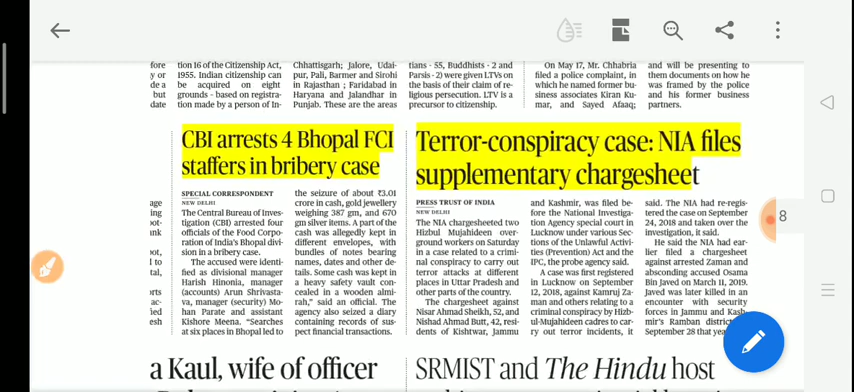 fore
y or
de a
but
date
tion 16 of the Citizenship Act,
1955. Indian citizenship can
be acquired on eight
grounds - based on registra-
tion made by a person of In-
Chhattisgarh; Jalore, Udai-
pur, Pali, Barmer and Sirohi
in Rajasthan ; Faridabad in
Haryana and Jalandhar in
Punjab. These are the areas
tians - 55, Buddhists - 2 and
Parsis - 2) were given LTVs on
the basis of their claim of re-
ligious persecution. LTV is a
precursor to citizenship.
On May 17, Mr. Chhabria
filed a police complaint, in
which he named former bu-
siness associates Kiran Ku-
mar, and Sayed Afaaq;
and will be presenting to
them documents on how he
was framed by the police
and his former business
partners.
age
ank
tal,
orts
ac-
fied
esh
CBI arrests 4 Bhopal FCI
staffers in bribery case
SPECIAL CORRESPONDENT
NEW DELHI
The Central Bureau of Inves-
tigation (CBI) arrested four
officials of the Food Corpo-
ration of India's Bhopal divi-
sion in a bribery case.
The accused were identi-
fied as divisional manager
Harish Hinonia, manager
(accounts) Arun Shrivasta-
va, manager (security) Mo-
han Parate and assistant
Kishore Meena. “Searches
at six places in Bhopal led to
the seizure of about ₹3.01
crore in cash, gold jewellery
weighing 387 gm, and 670
gm silver items. A part of the
cash was allegedly kept in
different envelopes, with
bundles of notes bearing
names, dates and other de-
tails. Some cash was kept in
a heavy safety vault con-
cealed in a wooden almi-
rah,” said an official. The
agency also seized a diary
containing records of sus-
pect financial transactions.
Terror-conspiracy case: NIA files
supplementary chargesheet
PRESS TRUST OF INDIA
NEW DELHI
The NIA chargesheeted two
Hizbul Mujahideen over-
ground workers on Saturday
in a case related to a crimi-
nal conspiracy to carry out
terror attacks at different
places in Uttar Pradesh and
other parts of the country.
The chargesheet against
Nisar Ahmad Sheikh, 52, and
Nishad Ahmad Butt, 42, resi-
dents of Kishtwar, Jammu
and Kashmir, was filed be-
fore the National Investiga-
tion Agency special court in
Lucknow under various Sec-
tions of the Unlawful Activi-
ties (Prevention) Act and the
IPC, the probe agency said.
A case was first registered
in Lucknow on September
12, 2018, against Kamruj Za-
man and others relating to a
criminal conspiracy by Hizb-
ul-Mujahideen cadres to car-
ry out terror incidents, it
said. The NIA had re-regis-
tered the case on September
24, 2018 and taken over the
investigation, it said.
He said the NIA had ear-
lier filed a chargesheet
against arrested Zaman and
absconding accused Osama
Bin Javed on March 11, 2019.
Javed was later killed in an
encounter with security
forces in Jammu and Kash-
mir's Ramban
September 28 that
8
a Kaul, wife of officer
SRMIST and The Hindu host